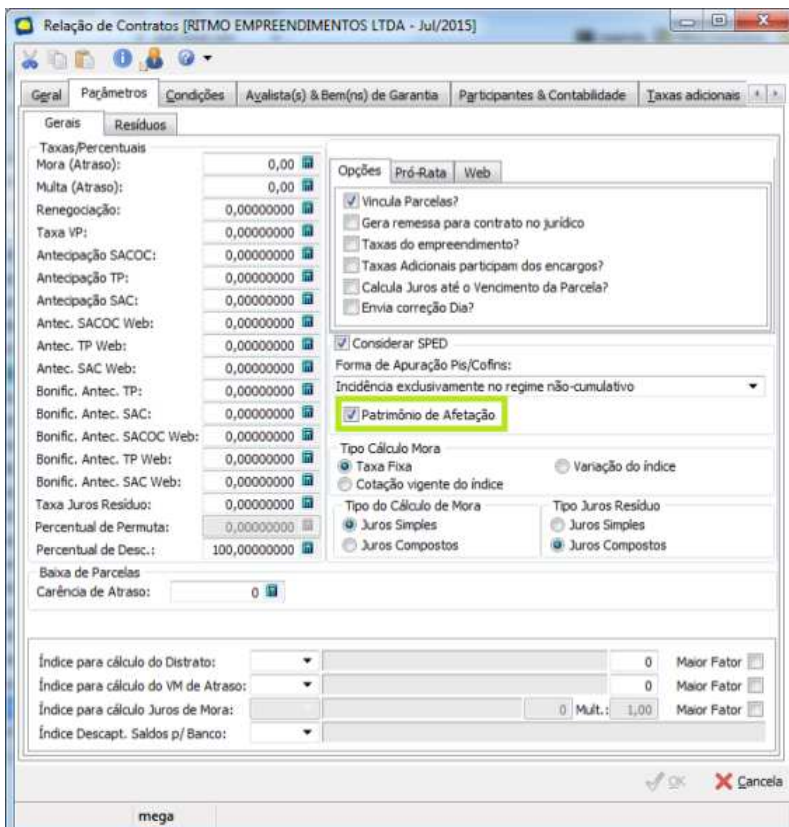 Relação de Contratos [RITMO EMPREENDIMENTOS LTDA - Jul/2015]
Geral Parâmetros Condições Avalista(s) & Bem(ns) de Garantia Participantes & Contabilidade Taxas adicionais
Gerais Resíduos
Taxas/Percentuais
Mora (Atraso): 0,00
Multa (Atraso): 0,00
Renegociação: 0,00000000
Taxa VP: 0,00000000
Antecipação SACOC: 0,00000000
Antecipação TP: 0,00000000
Antecipação SAC: 0,00000000
Antec. SACOC Web: 0,00000000
Antec. TP Web: 0,00000000
Antec. SAC Web: 0,00000000
Bonific. Antec. TP: 0,00000000
Bonific. Antec. SAC: 0,00000000
Bonific. Antec. SACOC Web: 0,00000000
Bonific. Antec. TP Web: 0,00000000
Bonific. Antec. SAC Web: 0,00000000
Taxa Juros Resíduo: 0,00000000
Percentual de Permuta: 0,00000000
Percentual de Desc.: 100,00000000
Opções Pró-Rata Web
Vincula Parcelas?
Gera remessa para contrato no jurídico
Taxas do empreendimento?
Taxas Adicionais participam dos encargos?
Calcula Juros até o Vencimento da Parcela?
Envia correção Dia?
Considerar SPED
Forma de Apuração Pis/Cofins:
Incidência exclusivamente no regime não-cumulativo
Patrimônio de Afetação
Tipo Cálculo Mora
Taxa Fixa Variação do índice
Cotação vigente do índice
Tipo do Cálculo de Mora Tipo Juros Resíduo
Juros Simples Juros Simples
Juros Compostos Juros Compostos
Baixa de Parcelas
Carência de Atraso: 0
Índice para cálculo do Distrato: 0 Maior Fator
Índice para cálculo do VM de Atraso: 0 Maior Fator
Índice para cálculo Juros de Mora: 0 Mult.: 1,00 Maior Fator
Índice Descapt. Saldos p/ Banco:
OK Cancela
mega